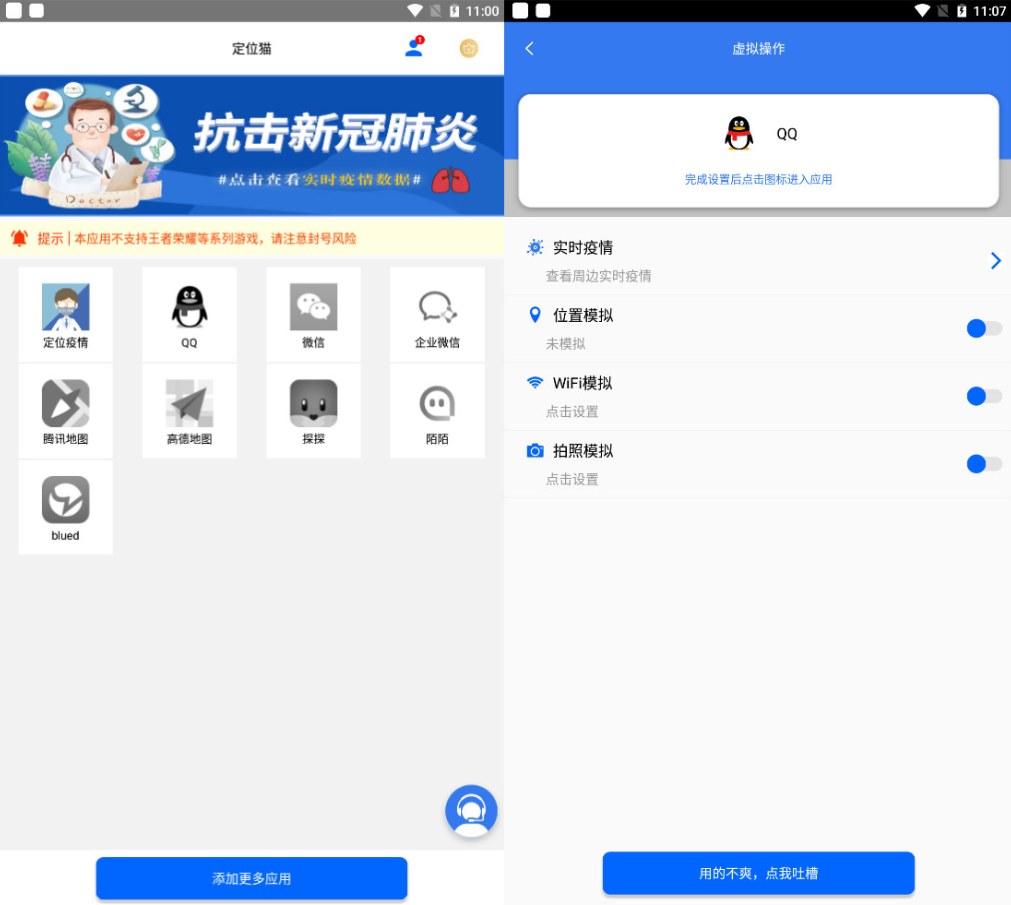 11:00
定位猫
1
抗击新冠肺炎
#点击查看实时疫情数据#
Doctor
提示 | 本应用不支持王者荣耀等系列游戏，请注意封号风险
定位疫情
QQ
微信
企业微信
腾讯地图
高德地图
探探
陌陌
blued
添加更多应用
11:07
虚拟操作
QQ
完成设置后点击图标进入应用
实时疫情
查看周边实时疫情
位置模拟
未模拟
WiFi模拟
点击设置
拍照模拟
点击设置
用的不爽，点我吐槽